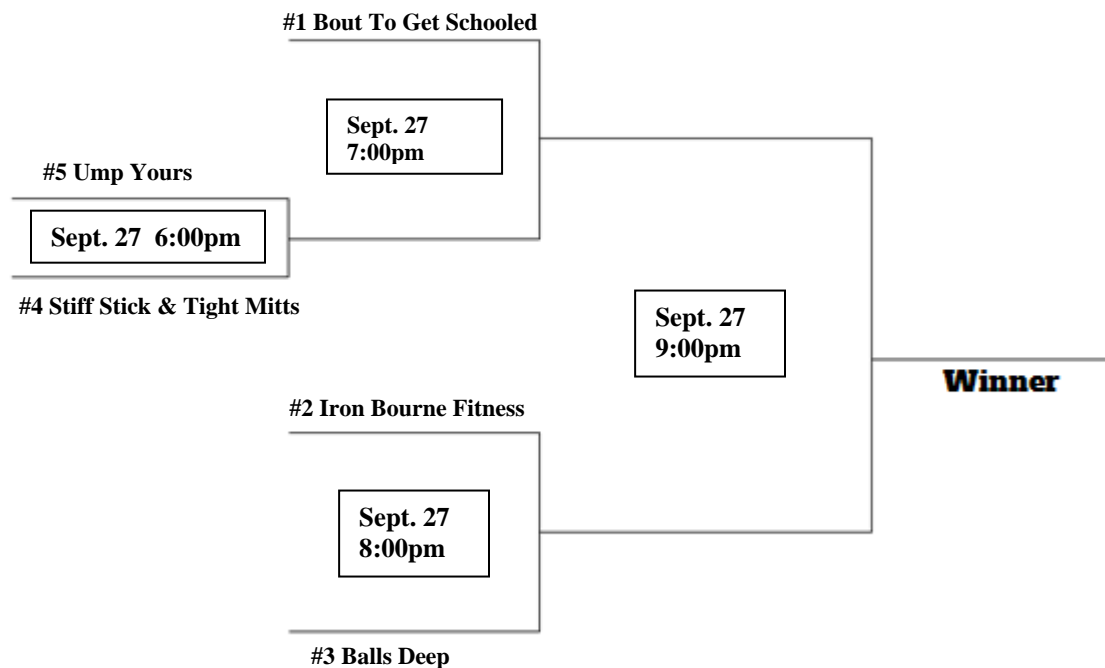 #1 Bout To Get Schooled
Sept. 27
7:00pm
#5 Ump Yours
Sept. 27 6:00pm
#4 Stiff Stick & Tight Mitts
Sept. 27
9:00pm
Winner
#2 Iron Bourne Fitness
Sept. 27
8:00pm
#3 Balls Deep